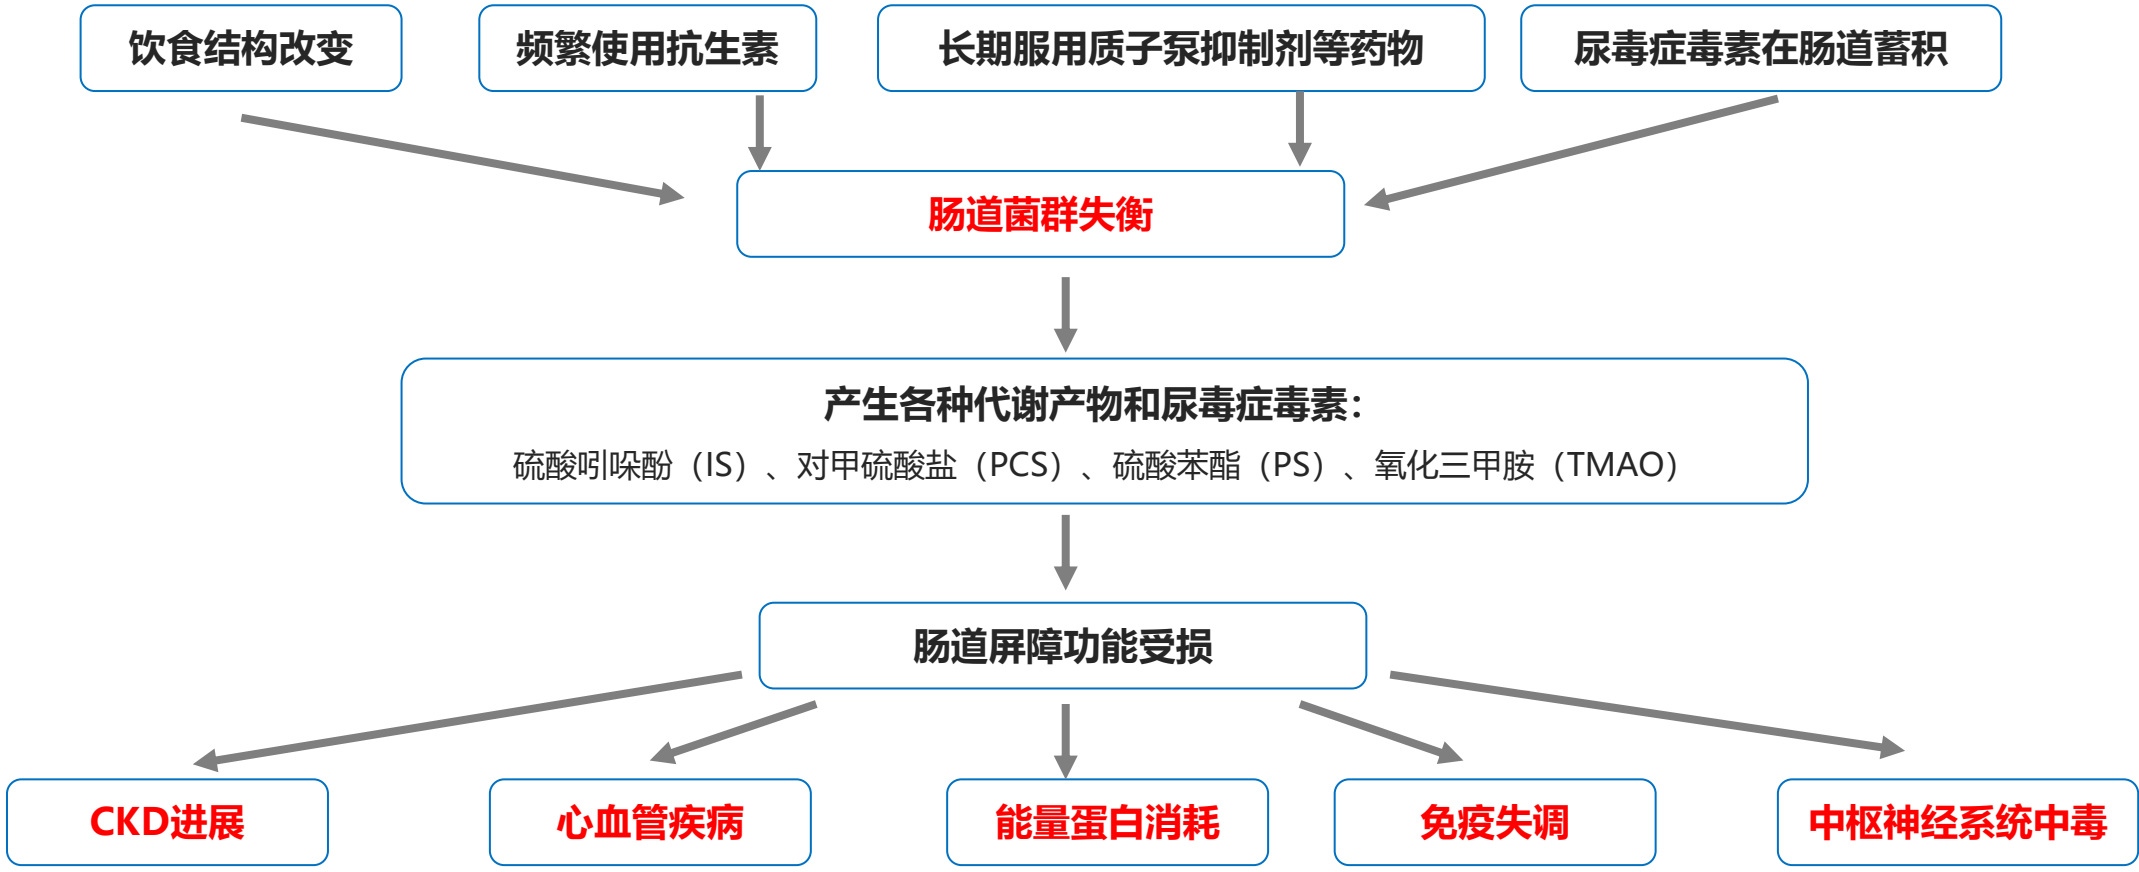 饮食结构改变
频繁使用抗生素
长期服用质子泵抑制剂等药物
尿毒症毒素在肠道蓄积
肠道菌群失衡
产生各种代谢产物和尿毒症毒素：
硫酸吲哚酚（IS）、对甲硫酸盐（PCS）、硫酸苯酯（PS）、氧化三甲胺（TMAO）
肠道屏障功能受损
CKD进展
心血管疾病
能量蛋白消耗
免疫失调
中枢神经系统中毒